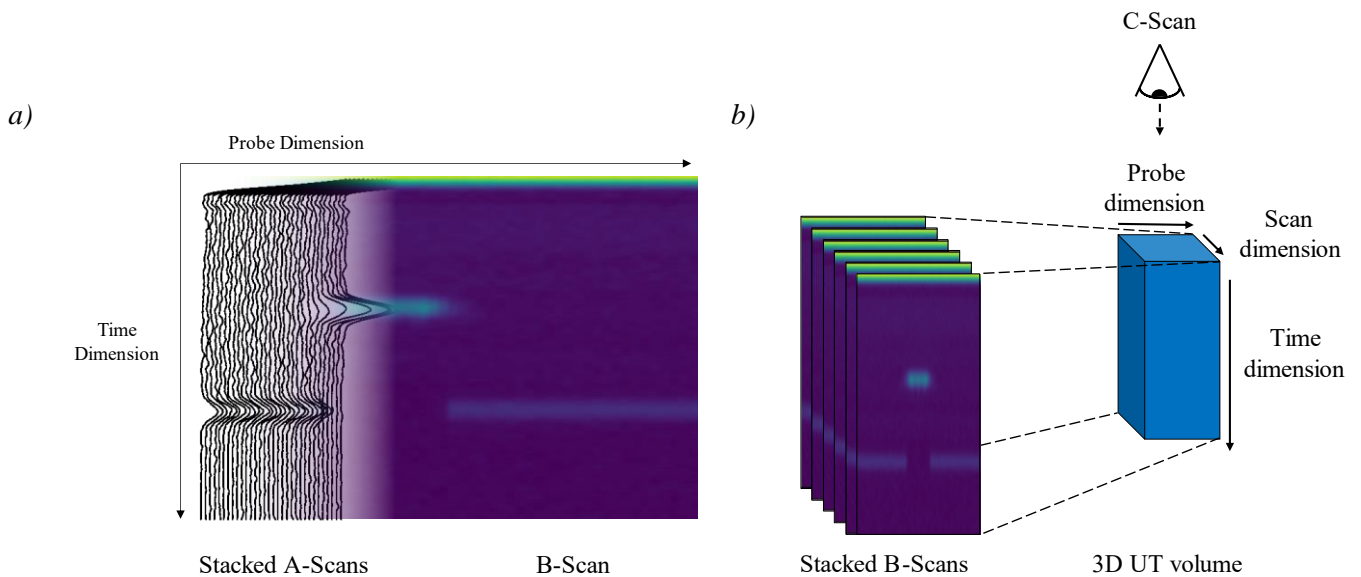 a)
Probe Dimension
Time
Dimension
Stacked A-Scans
B-Scan
b)
C-Scan
Probe
dimension
Scan
dimension
Time
dimension
Stacked B-Scans
3D UT volume